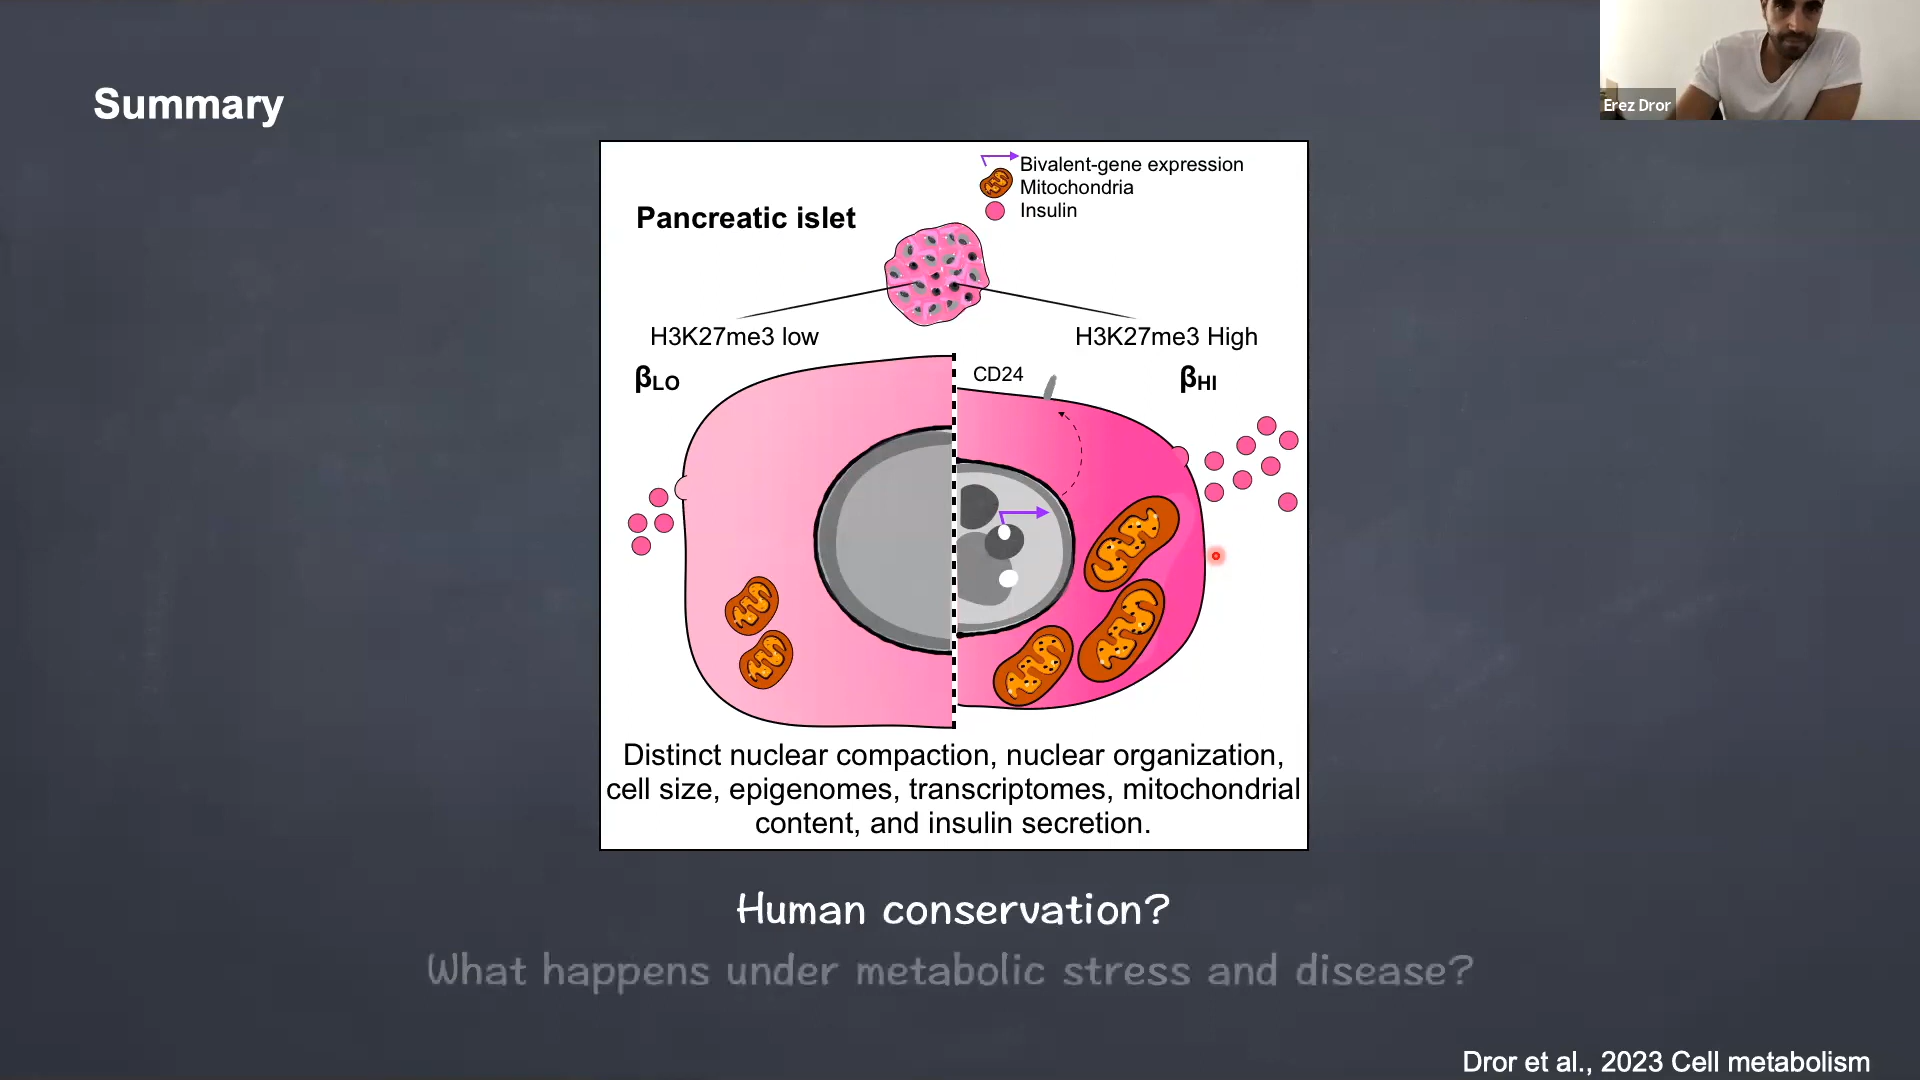 Summary
Erez Dror
Bivalent-gene expression
Mitochondria
Insulin
Pancreatic islet
H3K27me3 low
H3K27me3 High
βLO
CD24
βHI
Distinct nuclear compaction, nuclear organization,
cell size, epigenomes, transcriptomes, mitochondrial
content, and insulin secretion.
Human conservation?
What happens under metabolic stress and disease?
Dror et al., 2023 Cell metabolism